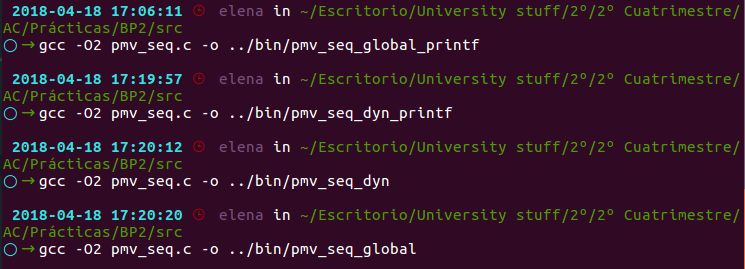 2018-04-18 17:06:11 elena in ~/Escritorio/University stuff/2º/2º Cuatrimestre/
AC/Prácticas/BP2/src
○ → gcc -O2 pmv_seq.c -o ../bin/pmv_seq_global_printf
2018-04-18 17:19:57 elena in ~/Escritorio/University stuff/2º/2º Cuatrimestre/
AC/Prácticas/BP2/src
○ → gcc -O2 pmv_seq.c -o ../bin/pmv_seq_dyn_printf
2018-04-18 17:20:12 elena in ~/Escritorio/University stuff/2º/2º Cuatrimestre/
AC/Prácticas/BP2/src
○ → gcc -O2 pmv_seq.c -o ../bin/pmv_seq_dyn
2018-04-18 17:20:20 elena in ~/Escritorio/University stuff/2º/2º Cuatrimestre/
AC/Prácticas/BP2/src
○ → gcc -O2 pmv_seq.c -o ../bin/pmv_seq_global